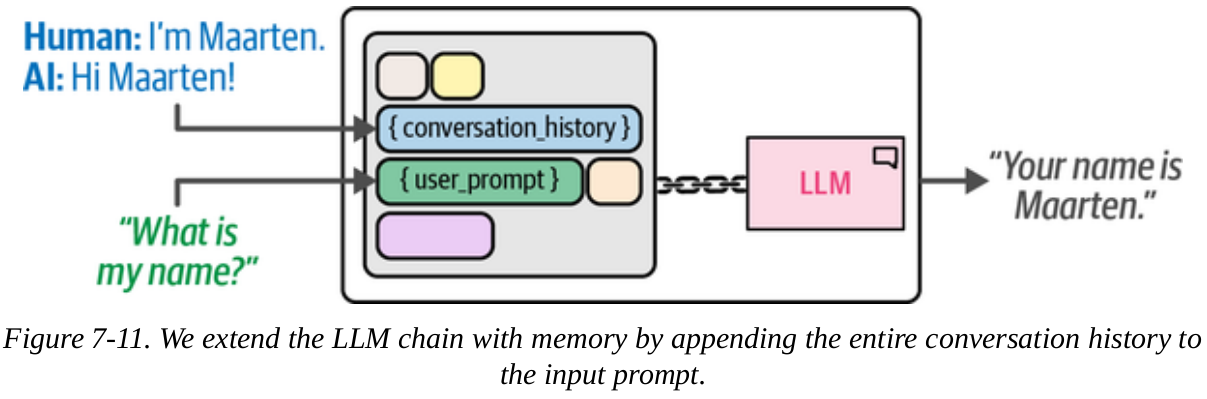 Human: I'm Maarten.
AI: Hi Maarten!
{ conversation_history }
{ user_prompt }
"What is
my name?"
LLM
"Your name is
Maarten."
Figure 7-11. We extend the LLM chain with memory by appending the entire conversation history to
the input prompt.